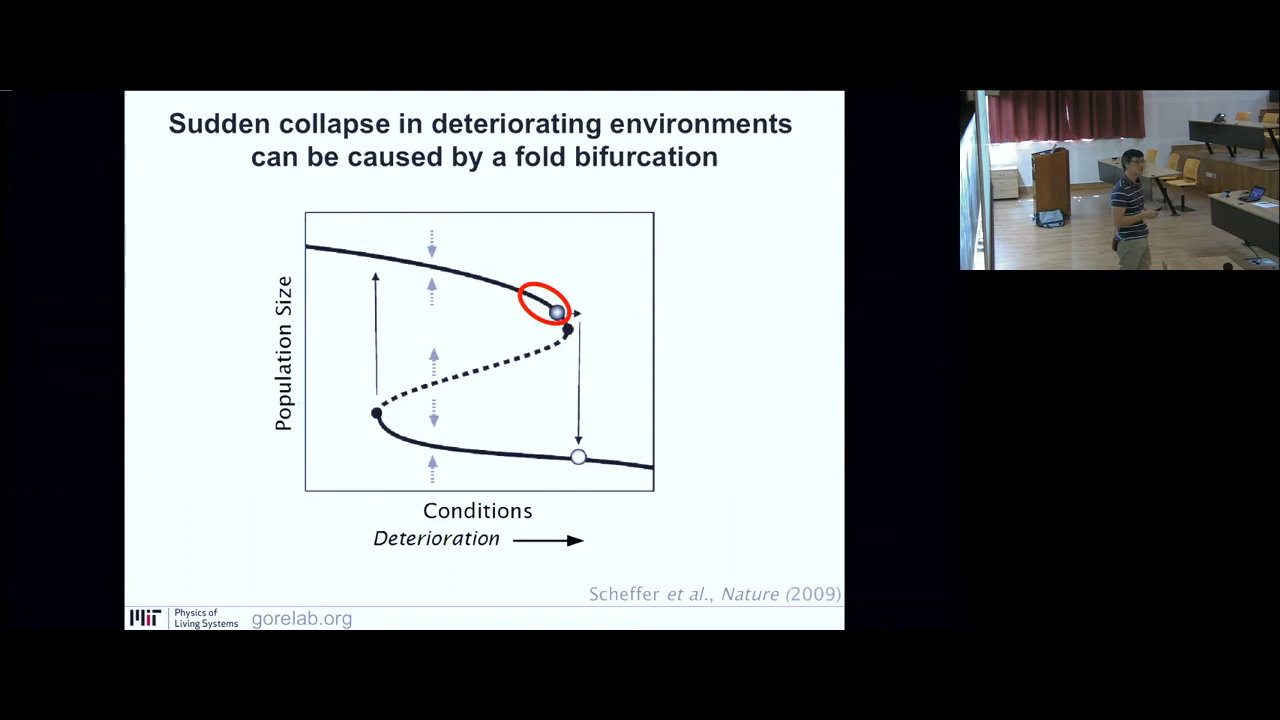 Sudden collapse in deteriorating environments
can be caused by a fold bifurcation
Population Size
Conditions
Deterioration
Scheffer et al., Nature (2009)
MIT
Physics of
Living Systems
gorelab.org